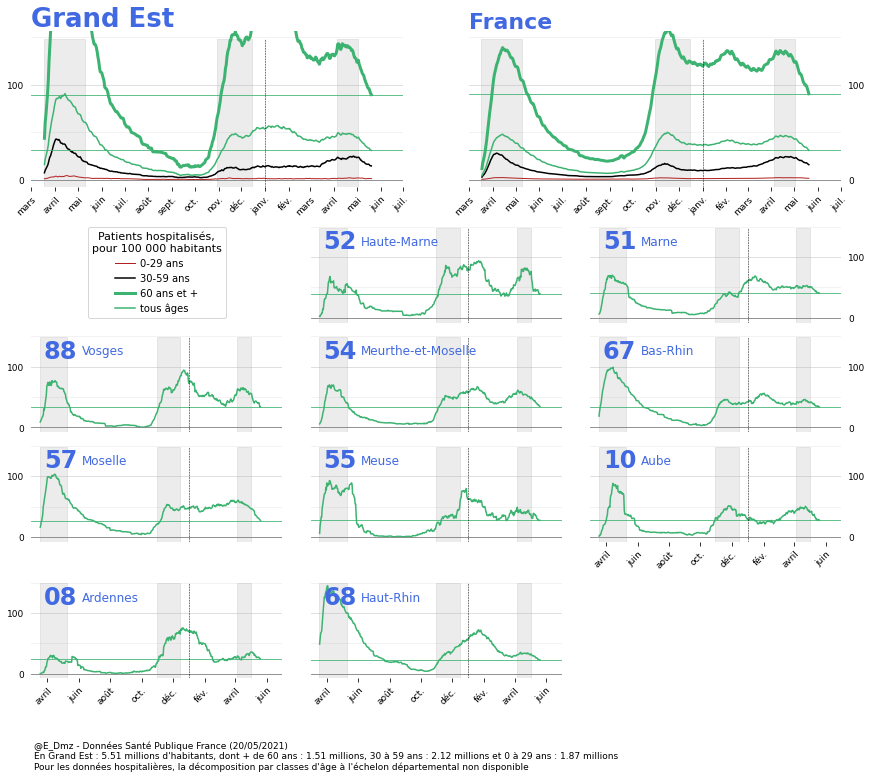 Grand Est
France
100
0
mars avril mai juin juil. août sept. oct. nov. déc. janv. fév. mars avril mai juin juil.
100
0
mars avril mai juin juil. août sept. oct. nov. déc. janv. fév. mars avril mai juin juil.
Patients hospitalisés,
pour 100 000 habitants
0-29 ans
30-59 ans
60 ans et +
tous âges
52 Haute-Marne
51 Marne
100
0
88 Vosges
100
0
54 Meurthe-et-Moselle
67 Bas-Rhin
100
0
57 Moselle
100
0
55 Meuse
10 Aube
100
0
avril juin août oct. déc. fév. avril juin
08 Ardennes
100
0
avril juin août oct. déc. fév. avril juin
68 Haut-Rhin
avril juin août oct. déc. fév. avril juin
@E_Dmz - Données Santé Publique France (20/05/2021)
En Grand Est : 5.51 millions d'habitants, dont + de 60 ans : 1.51 millions, 30 à 59 ans : 2.12 millions et 0 à 29 ans : 1.87 millions
Pour les données hospitalières, la décomposition par classes d'âge à l'échelon départemental non disponible